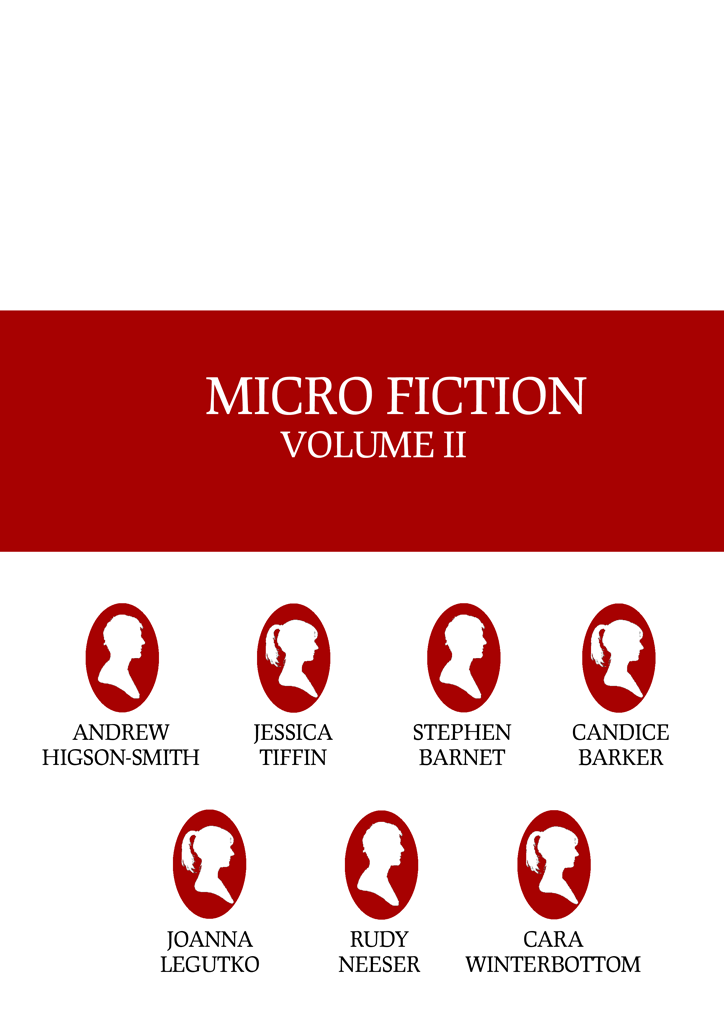 MICRO FICTION
VOLUME II
ANDREW
HIGSON-SMITH
JESSICA
TIFFIN
STEPHEN
BARNET
CANDICE
BARKER
JOANNA
LEGUTKO
RUDY
NEESER
CARA
WINTERBOTTOM